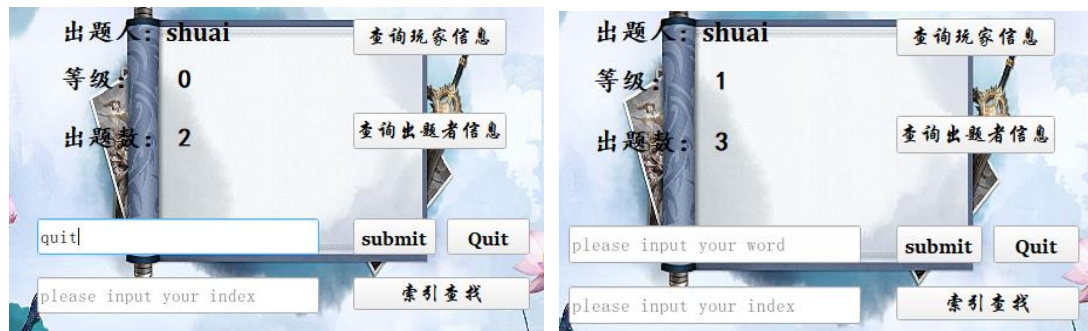 出题人： shuai
查询玩家信息
等级： 0
出题数： 2
查询出题者信息
quit
submit
Quit
please input your index
索引查找
出题人： shuai
查询玩家信息
等级： 1
出题数： 3
查询出题者信息
please input your word
submit
Quit
please input your index
索引查找